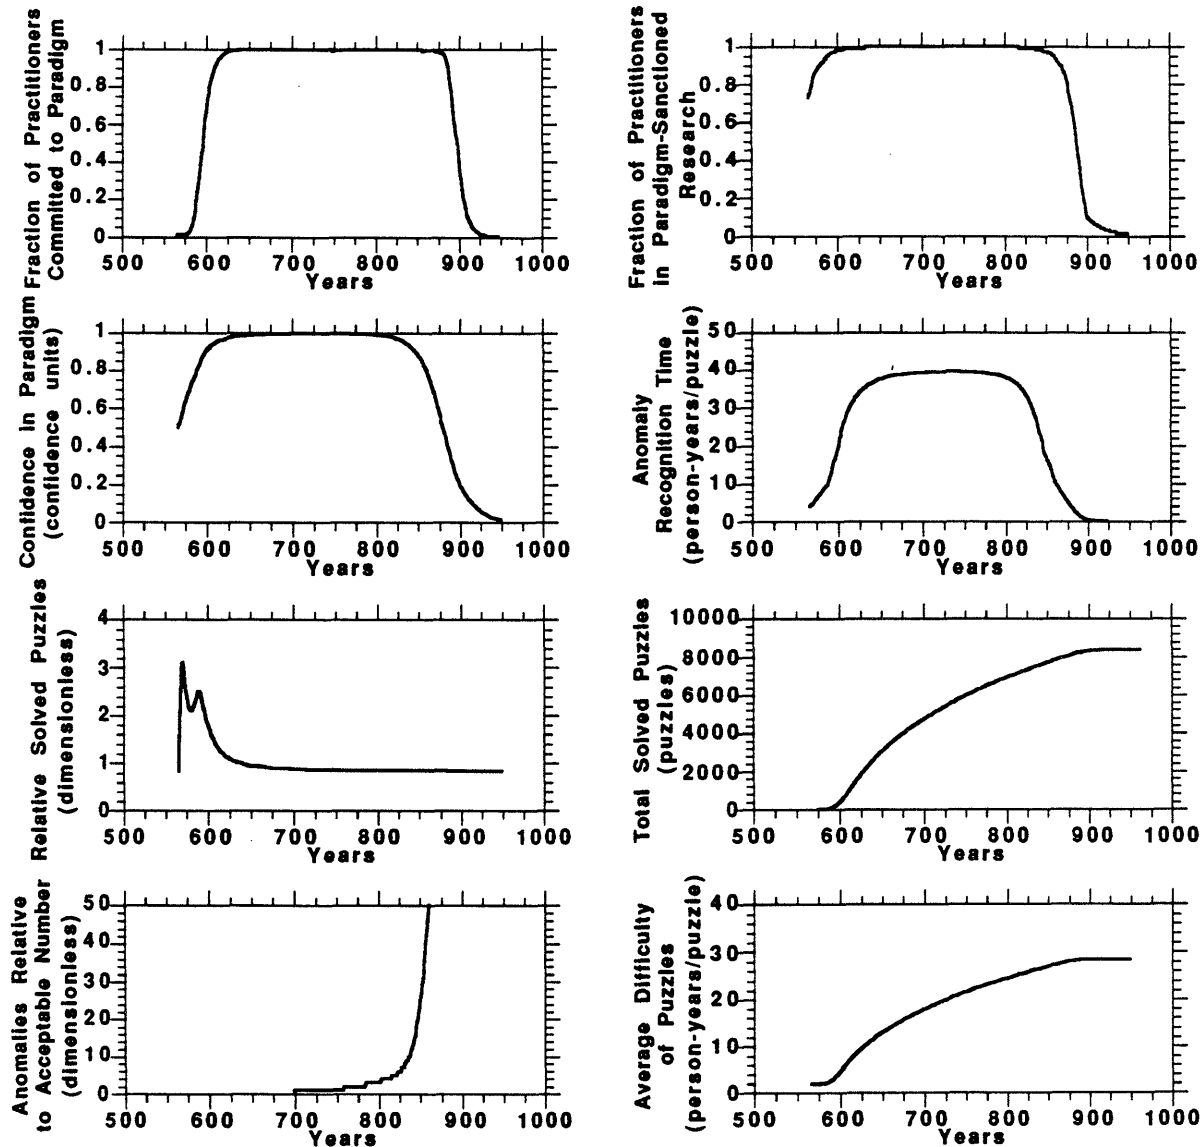 Fraction of Practitioners
Committed to Paradigm
1
0.8
0.6
0.4
0.2
0
500 600 700 800 900 1000
Years
Fraction of Practitioners
in Paradigm-Sanctioned
Research
1
0.8
0.6
0.4
0.2
0
500 600 700 800 900 1000
Years
Confidence in Paradigm
(confidence units)
1
0.8
0.6
0.4
0.2
0
500 600 700 800 900 1000
Years
Anomaly
Recognition Time
(person-years/puzzle)
50
40
30
20
10
0
500 600 700 800 900 1000
Years
Relative Solved Puzzles
(dimensionless)
4
3
2
1
0
500 600 700 800 900 1000
Years
Total Solved Puzzles
(puzzles)
10000
8000
6000
4000
2000
0
500 600 700 800 900 1000
Years
Anomalies Relative
to Acceptable Number
(dimensionless)
50
40
30
20
10
0
500 600 700 800 900 1000
Years
Average Difficulty
of Puzzles
(person-years/puzzle)
40
30
20
10
0
500 600 700 800 900 1000
Years